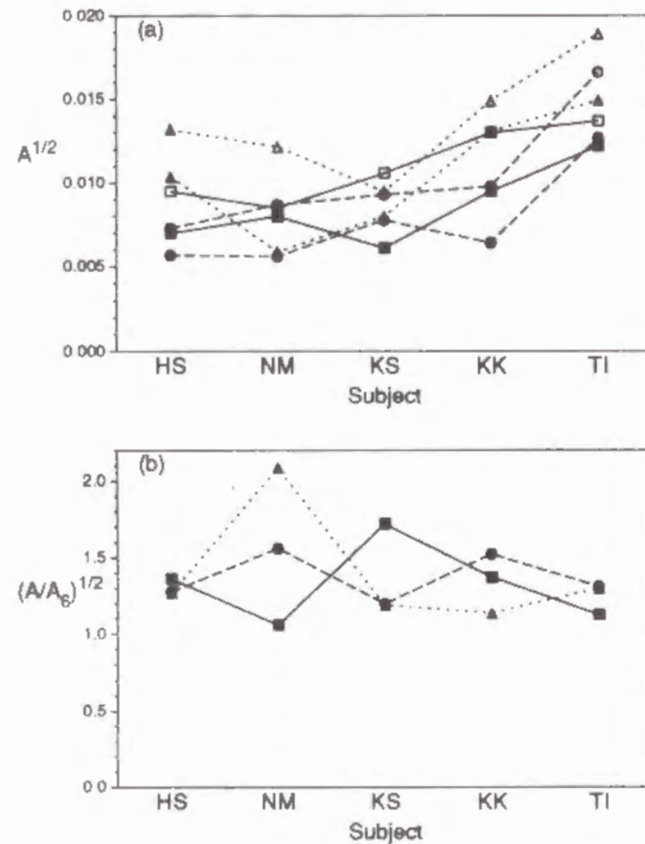 (a)
0.020
0.015
A^{1/2}
0.010
0.005
0.000
HS NM KS KK TI
Subject
(b)
2.0
1.5
(A/A_6)^{1/2}
1.0
0.5
0.0
HS NM KS KK TI
Subject